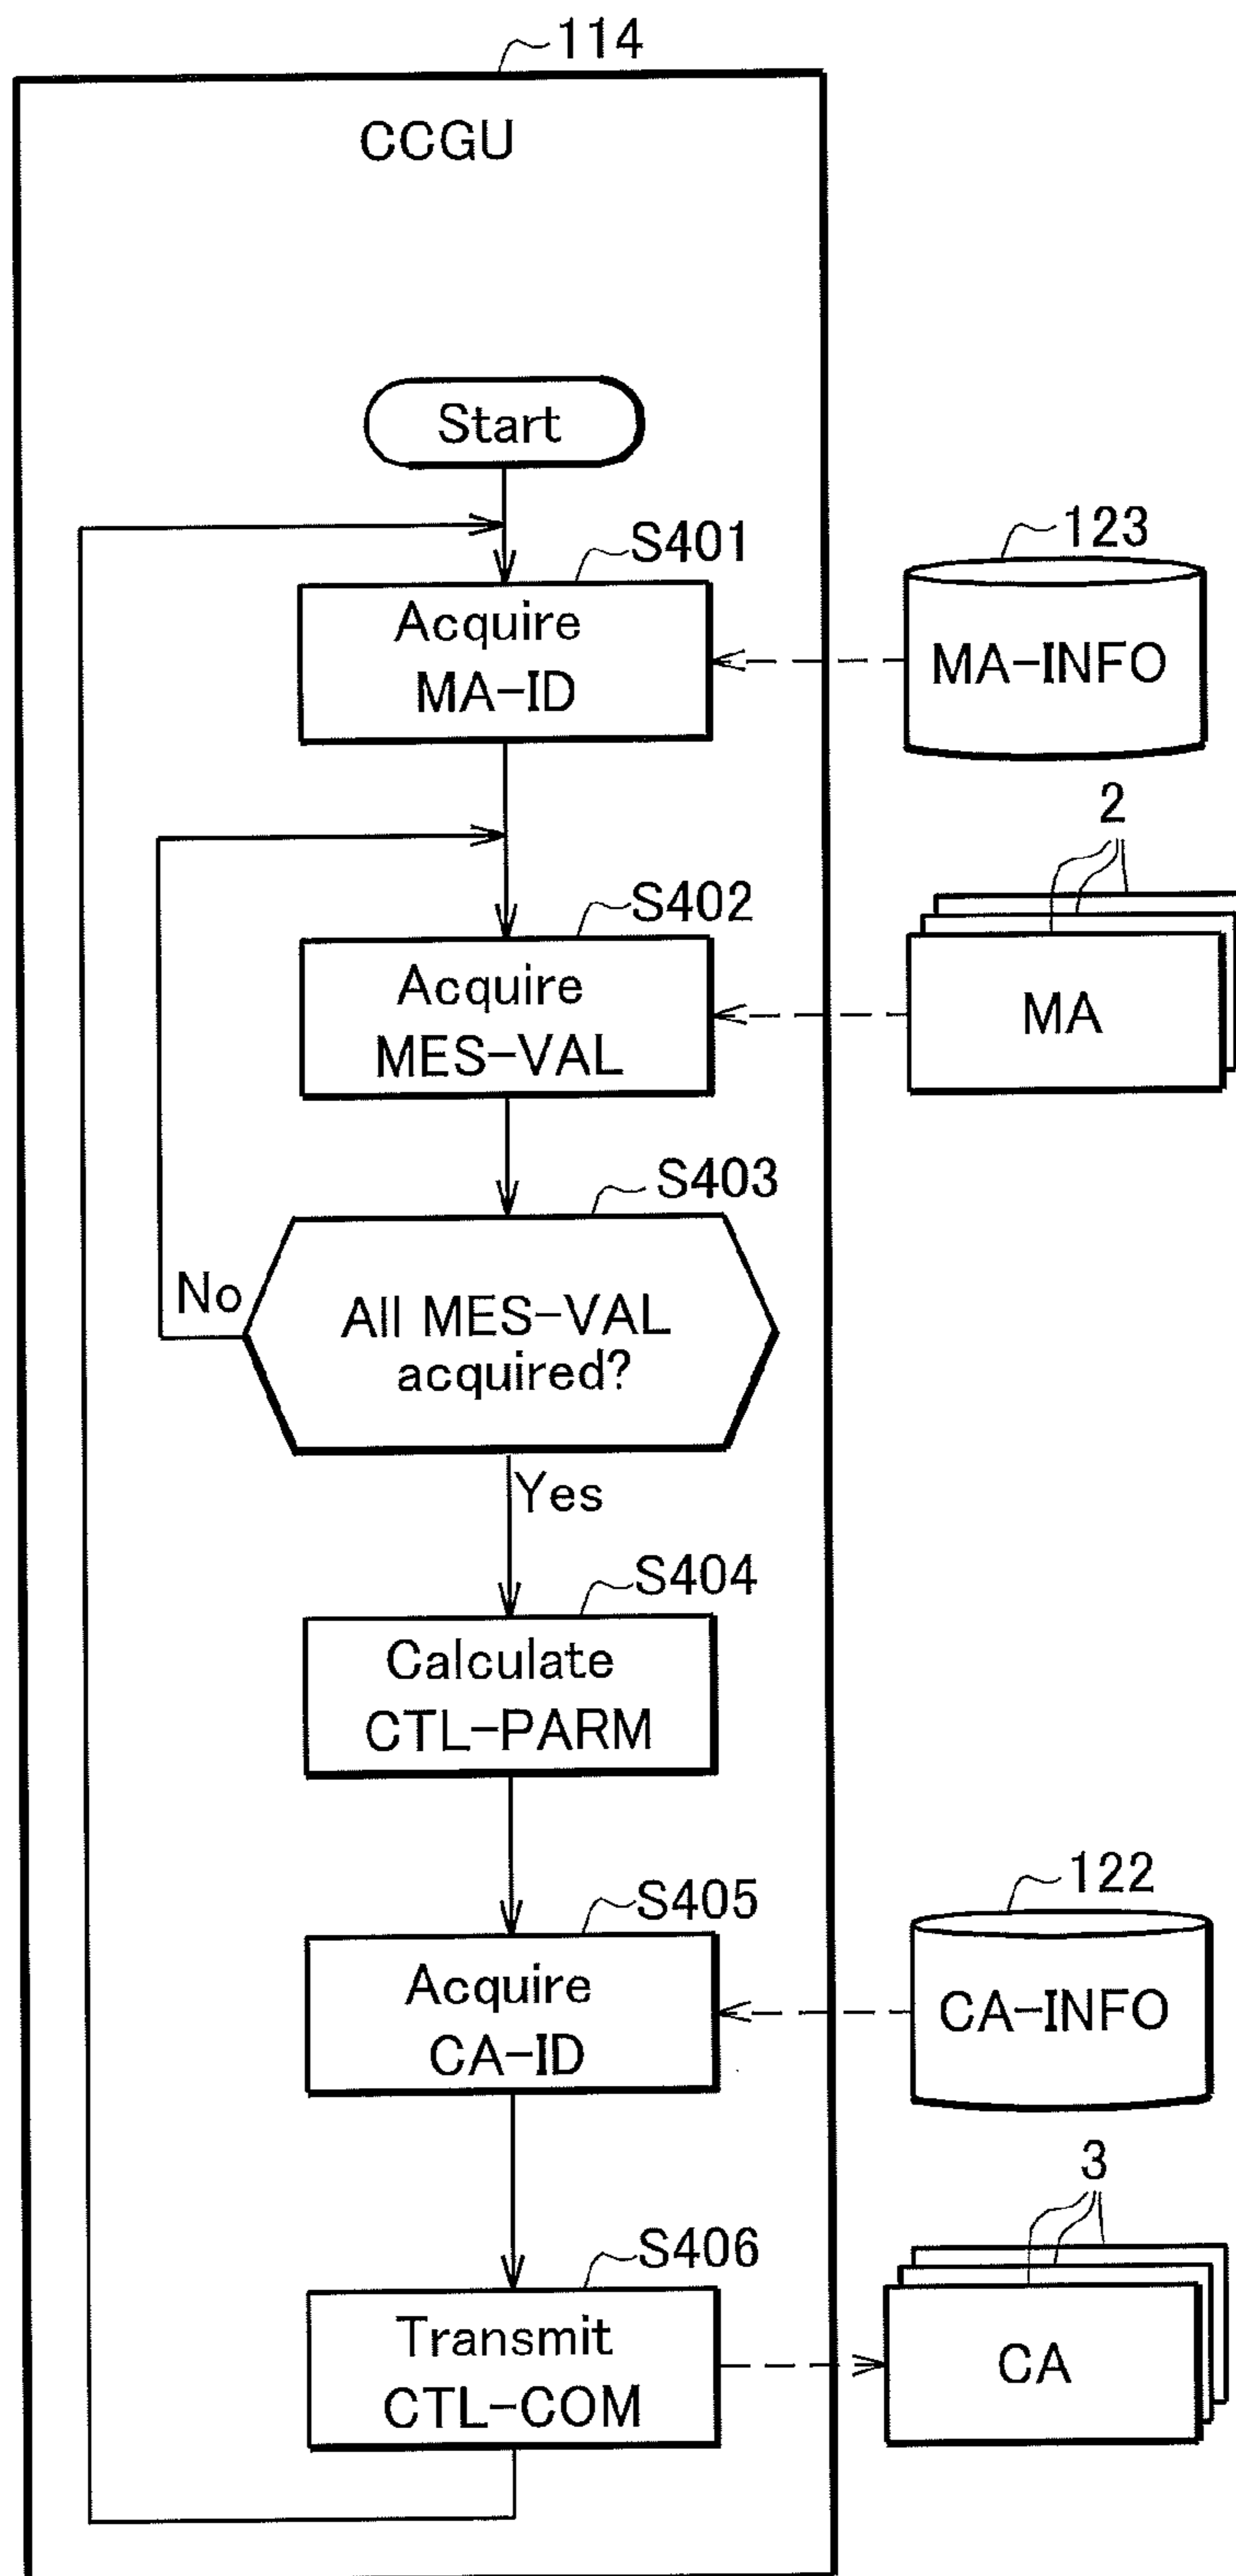 114
CCGU
Start
S401
Acquire
MA-ID
123
MA-INFO
2
S402
Acquire
MES-VAL
MA
S403
No
All MES-VAL
acquired?
Yes
S404
Calculate
CTL-PARM
S405
Acquire
CA-ID
122
CA-INFO
3
S406
Transmit
CTL-COM
CA